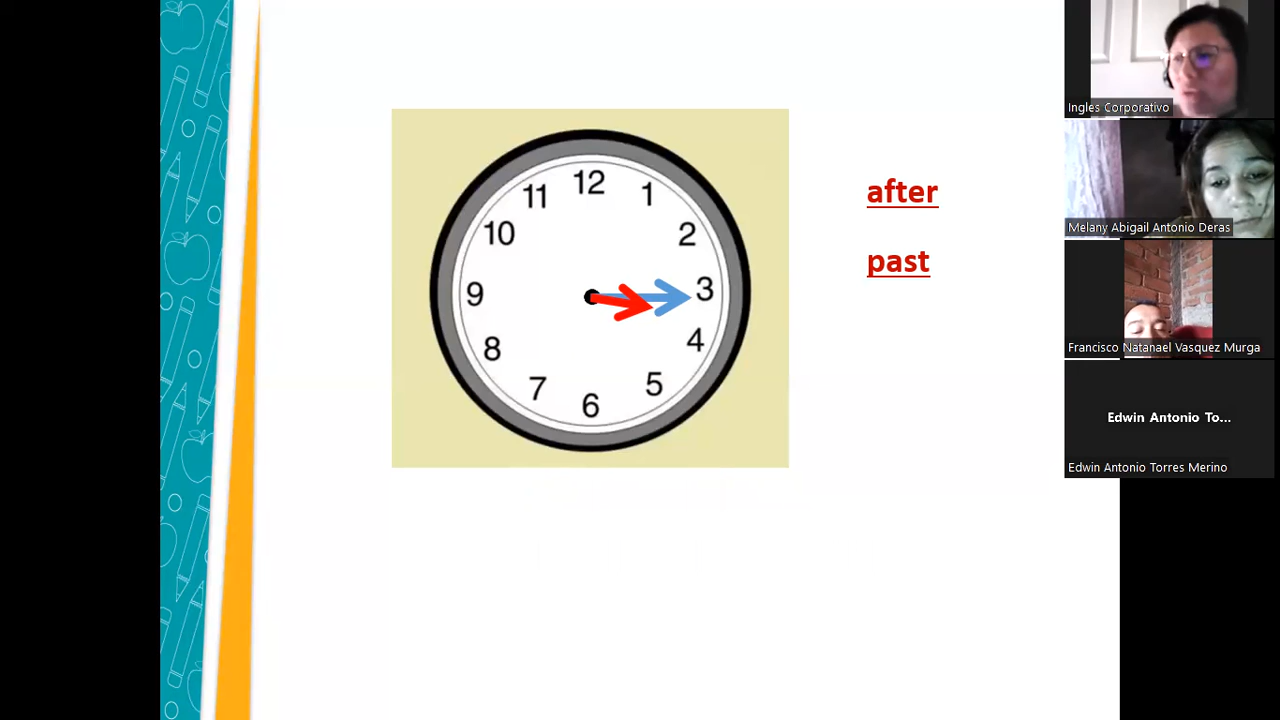 12
11
1
10
2
9
3
8
4
7
5
6
after
past
Ingles Corporativo
Melany Abigail Antonio Deras
Francisco Natanael Vasquez Murga
Edwin Antonio To...
Edwin Antonio Torres Merino